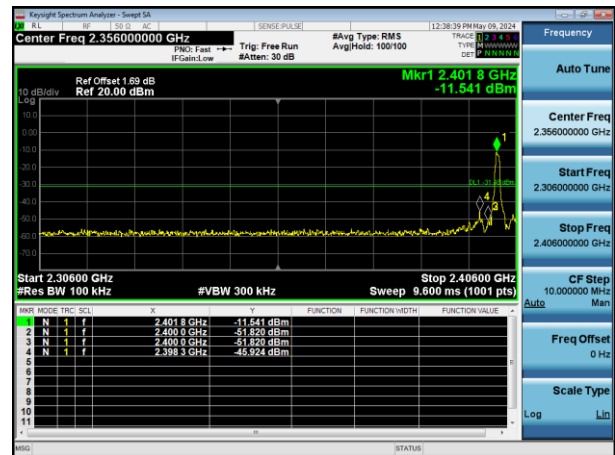 Keysight Spectrum Analyzer - Swept SA
RL RF 50 Ω AC SENSE:PULSE 12:38:39 PM May 09, 2024
Center Freq 2.356000000 GHz #Avg Type: RMS TRACE 1 2 3 4 5 6
PNO: Fast Trig: Free Run Avg|Hold: 100/100 TYPE M W W W W W
IFGain:Low #Atten: 30 dB DET P N N N N N
Ref Offset 1.69 dB Mkr1 2.401 8 GHz
10 dB/div Ref 20.00 dBm -11.541 dBm
Log
10.0
0.00
1
-10.0
-20.0
-30.0
-40.0
4
3
-50.0
-60.0
-70.0
Start 2.30600 GHz Stop 2.40600 GHz
#Res BW 100 kHz #VBW 300 kHz Sweep 9.600 ms (1001 pts)
MKR MODE TRC SCL X Y FUNCTION FUNCTION WIDTH FUNCTION VALUE
1 N 1 f 2.401 8 GHz -11.541 dBm
2 N 1 f 2.400 0 GHz -51.820 dBm
3 N 1 f 2.400 0 GHz -51.820 dBm
4 N 1 f 2.398 3 GHz -45.924 dBm
5
6
7
8
9
10
11
MSG STATUS
Frequency
Auto Tune
Center Freq
2.356000000 GHz
Start Freq
2.306000000 GHz
Stop Freq
2.406000000 GHz
CF Step
10.000000 MHz
Auto Man
Freq Offset
0 Hz
Scale Type
Log Lin